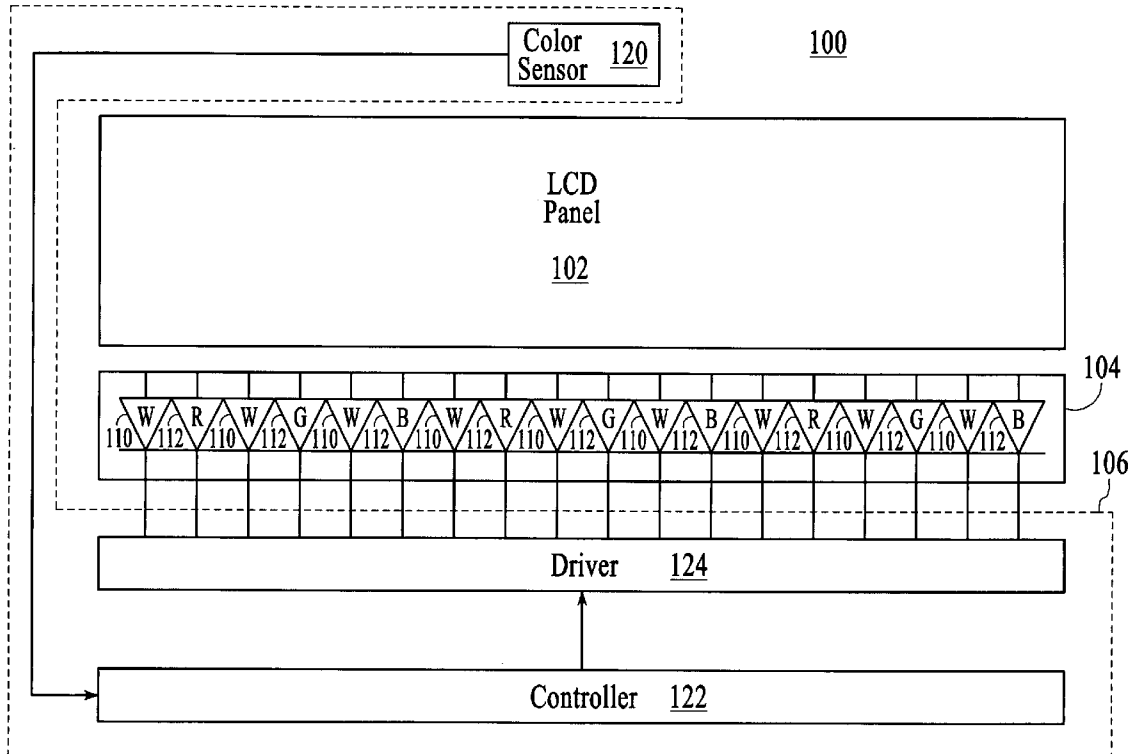 Color
Sensor 120
100
LCD
Panel
102
104
W R W G W B W R W G W B W R W G W B
110 112 110 112 110 112 110 112 110 112 110 112 110 112 110 112 110 112
106
Driver 124
Controller 122